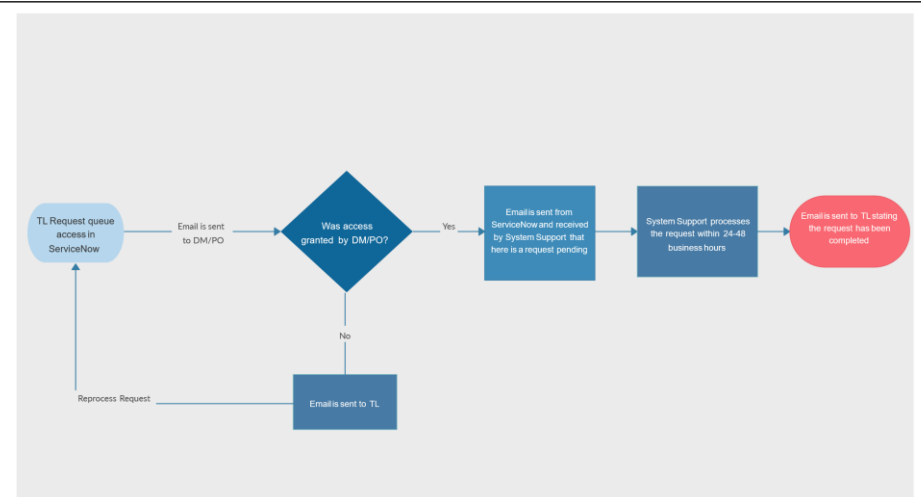 TL Request queue
access in
ServiceNow
Email is sent
to DM/PO
Was access
granted by DM/PO?
Yes
Email is sent from
ServiceNow and received
by System Support that
here is a request pending
System Support processes
the request within 24-48
business hours
Email is sent to TL stating
the request has been
completed
No
Email is sent to TL
Reprocess Request